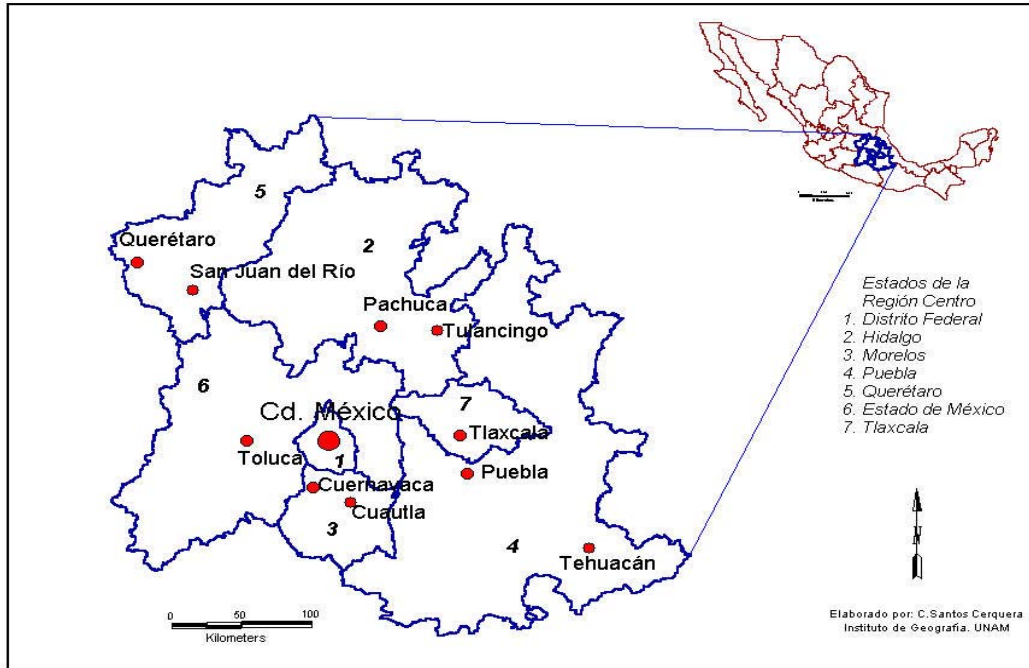 5
Querétaro
2
San Juan del Río
Pachuca
Tulancingo
6
Cd. México
7
Tlaxcala
Toluca
1
Puebla
Cuernavaca
Cuautla
3
4
Tehuacán
0 50 100
Kilometers
Estados de la
Región Centro
1. Distrito Federal
2. Hidalgo
3. Morelos
4. Puebla
5. Querétaro
6. Estado de México
7. Tlaxcala
N
Elaborado por: C.Santos Cerquera
Instituto de Geografía. UNAM